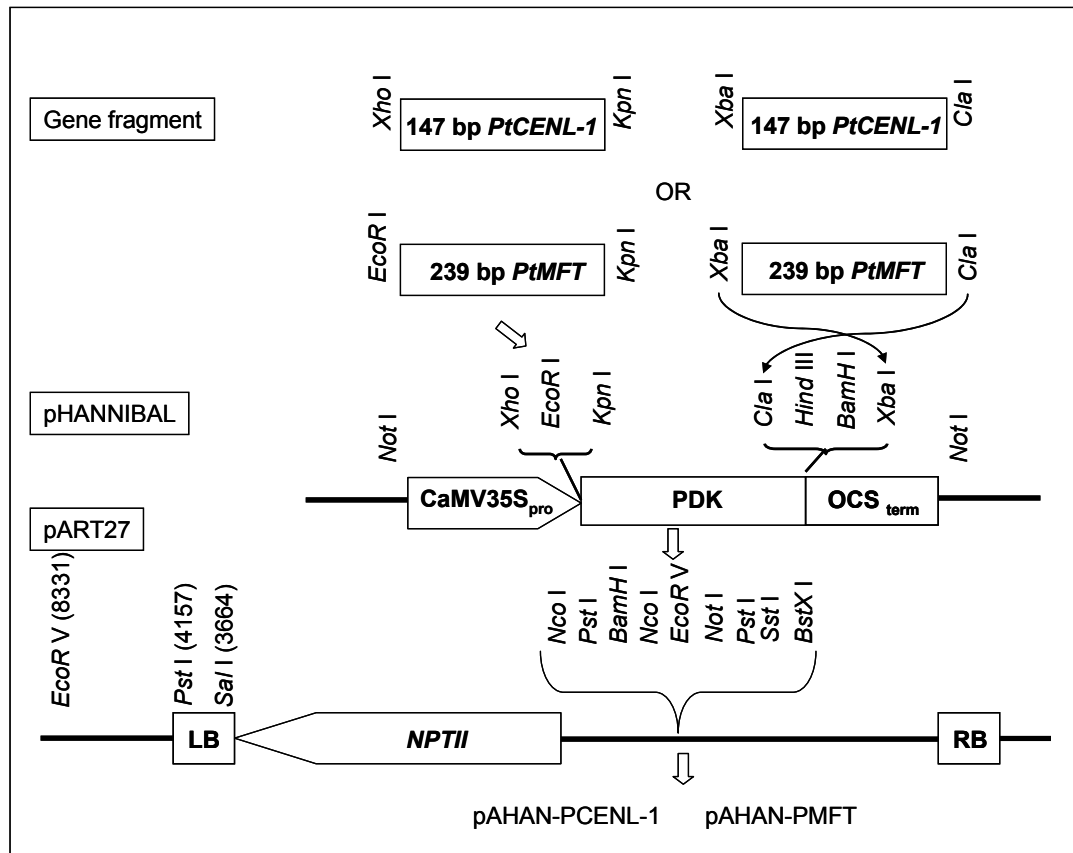 Gene fragment
Xho I
147 bp PtCENL-1
Kpn I
Xba I
147 bp PtCENL-1
Cla I
OR
EcoR I
239 bp PtMFT
Kpn I
Xba I
239 bp PtMFT
Cla I
pHANNIBAL
Not I
Xho I
EcoR I
Kpn I
Cla I
Hind III
BamH I
Xba I
Not I
CaMV35Spro
PDK
OCS term
pART27
EcoR V (8331)
Pst I (4157)
Sal I (3664)
Nco I
Pst I
BamH I
Nco I
EcoR V
Not I
Pst I
Sst I
BstX I
LB
NPTII
RB
pAHAN-PCENL-1
pAHAN-PMFT